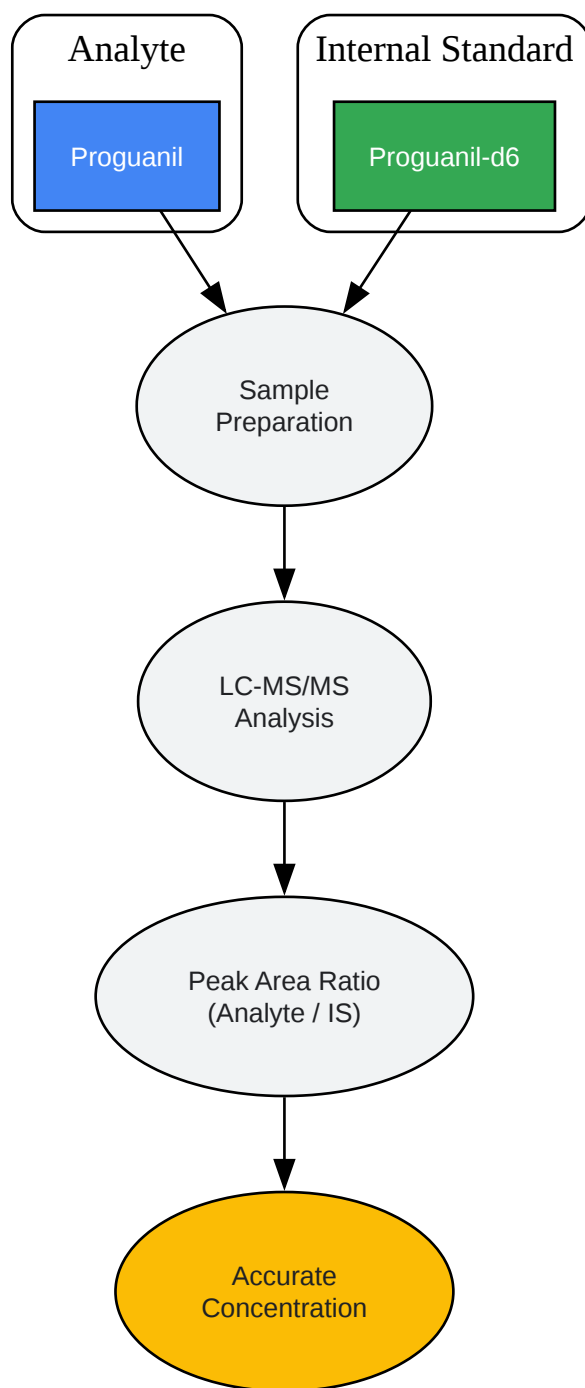 Analyte
Internal Standard
Proguanil
Proguanil-d6
Sample
Preparation
LC-MS/MS
Analysis
Peak Area Ratio
(Analyte / IS)
Accurate
Concentration